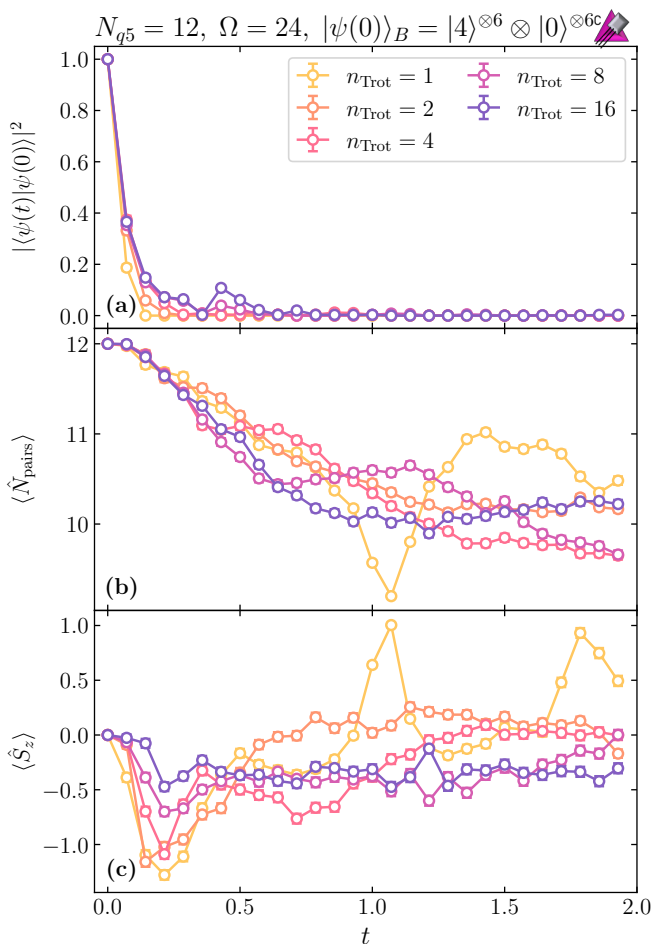 N_{q5} = 12, Ω = 24, |ψ(0)⟩_B = |4⟩^{⊗6} ⊗ |0⟩^{⊗6c}
n_Trot = 1
n_Trot = 2
n_Trot = 4
n_Trot = 8
n_Trot = 16
|⟨ψ(t)|ψ(0)⟩|²
1.0
0.8
0.6
0.4
0.2
0.0
(a)
⟨N̂_pairs⟩
12
11
10
(b)
⟨Ŝ_z⟩
1.0
0.5
0.0
−0.5
−1.0
(c)
0.0 0.5 1.0 1.5 2.0
t